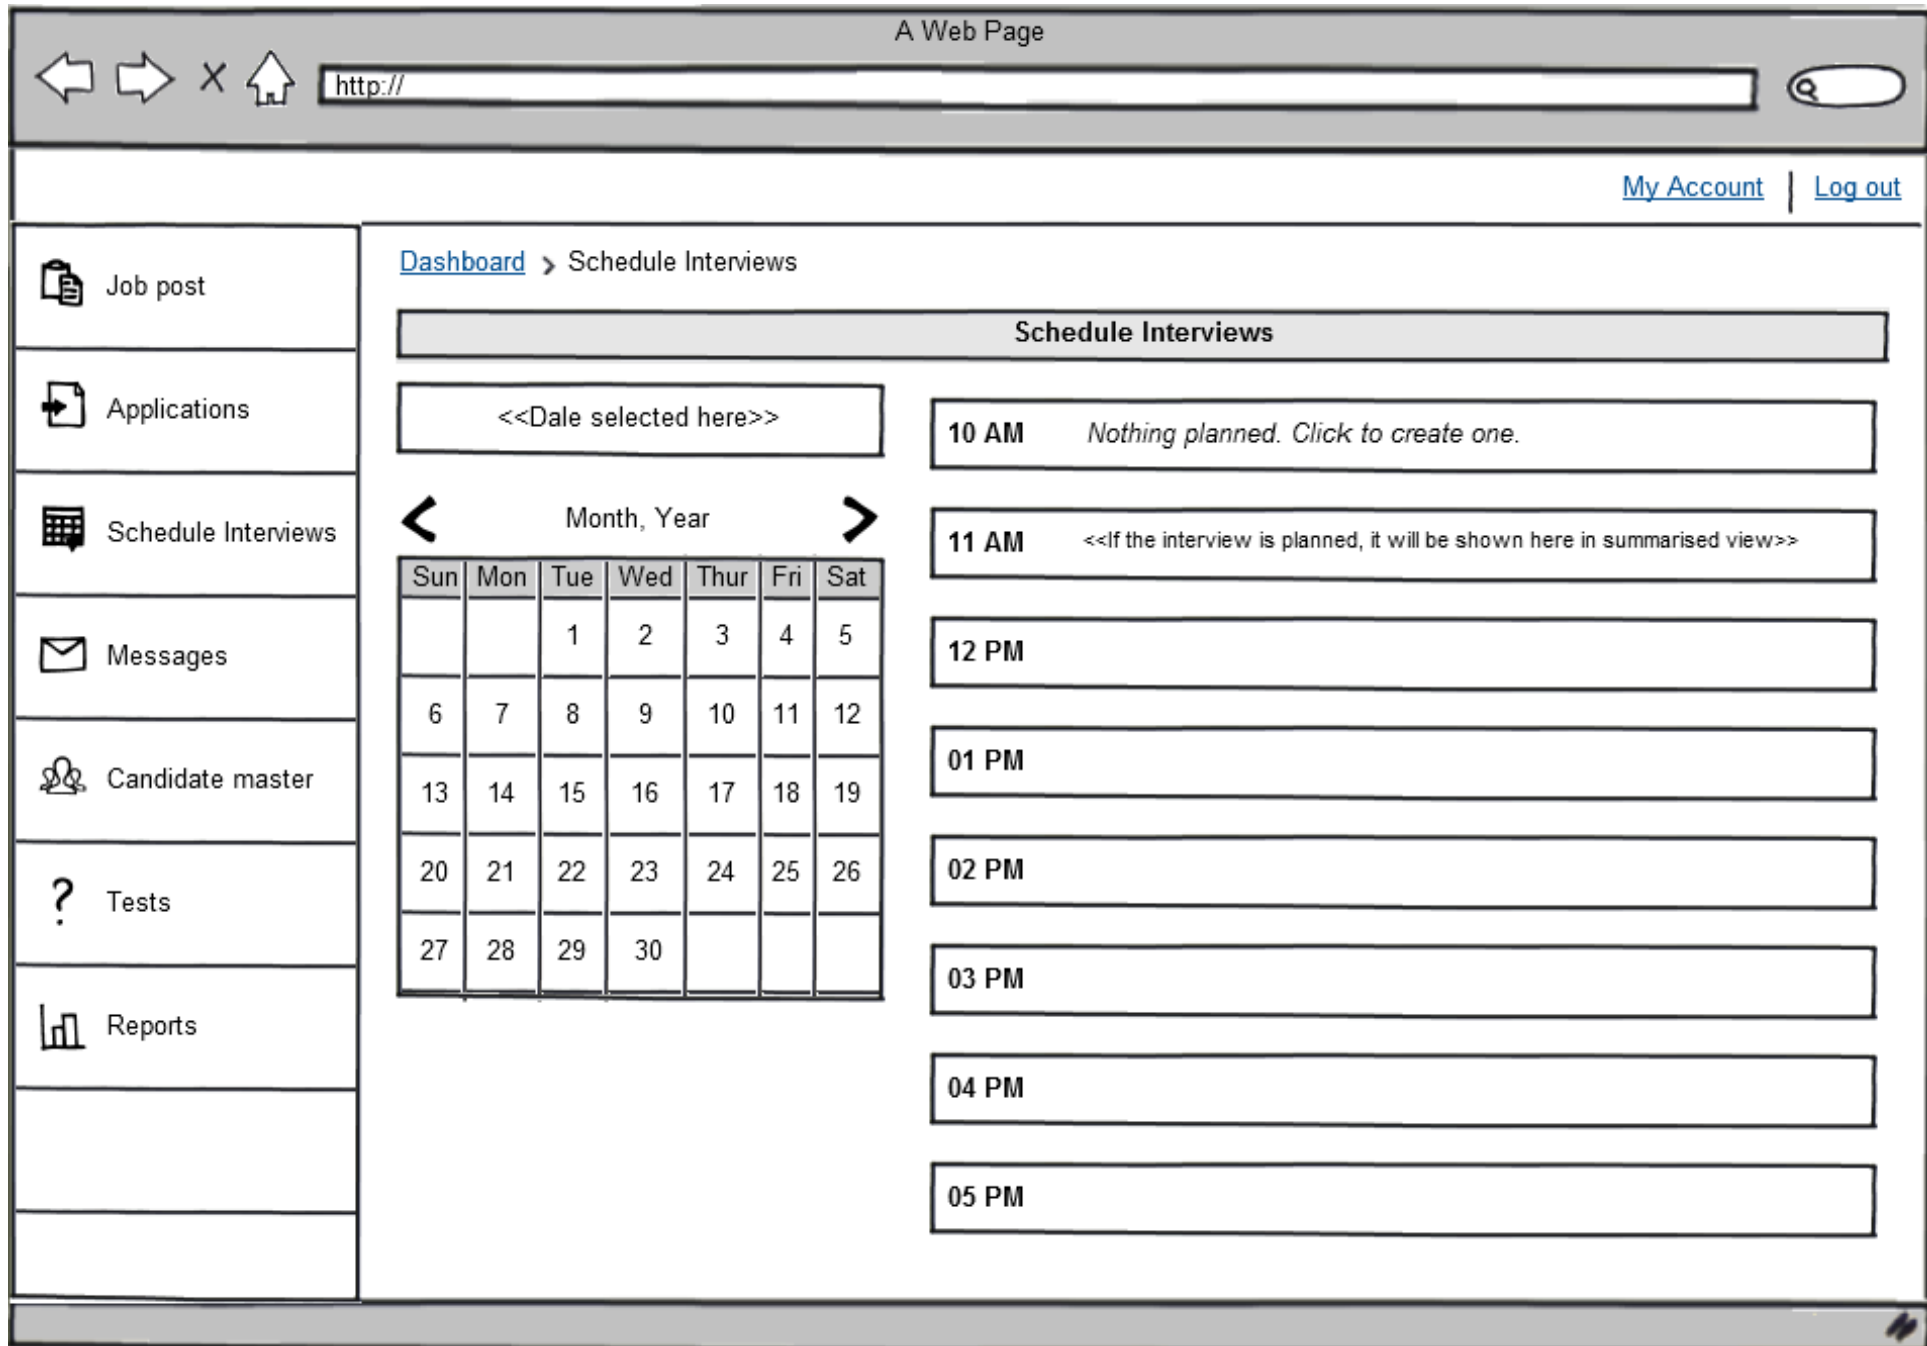 A Web Page
http://
My Account | Log out
Job post
Applications
Schedule Interviews
Messages
Candidate master
Tests
Reports
Dashboard > Schedule Interviews
Schedule Interviews
<<Dale selected here>>
Month, Year
Sun Mon Tue Wed Thur Fri Sat
1 2 3 4 5
6 7 8 9 10 11 12
13 14 15 16 17 18 19
20 21 22 23 24 25 26
27 28 29 30
10 AM Nothing planned. Click to create one.
11 AM <<If the interview is planned, it will be shown here in summarised view>>
12 PM
01 PM
02 PM
03 PM
04 PM
05 PM